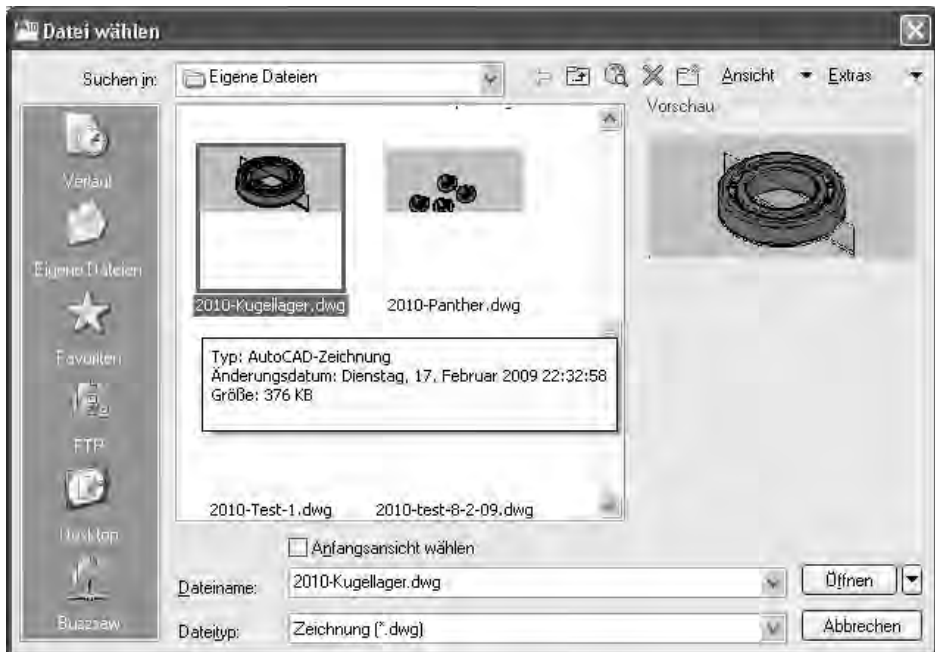 Datei wählen
Suchen in: Eigene Dateien Ansicht Extras
Vorschau
Verlauf
Eigene Dateien
Favoriten
FTP
Desktop
Buzzsaw
2010-Kugellager.dwg 2010-Panther.dwg
Typ: AutoCAD-Zeichnung
Änderungsdatum: Dienstag, 17. Februar 2009 22:32:58
Größe: 376 KB
2010-Test-1.dwg 2010-test-8-2-09.dwg
Anfangsansicht wählen
Dateiname: 2010-Kugellager.dwg Öffnen
Dateityp: Zeichnung (*.dwg) Abbrechen